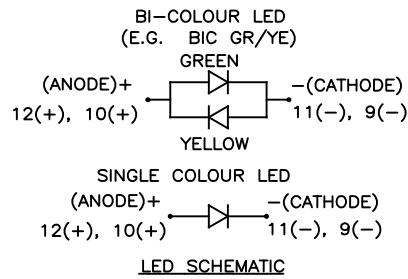 BI-COLOUR LED
(E.G. BIC GR/YE)
GREEN
(ANODE)+ -(CATHODE)
12(+), 10(+) 11(-), 9(-)
YELLOW
SINGLE COLOUR LED
(ANODE)+ -(CATHODE)
12(+), 10(+) 11(-), 9(-)
LED SCHEMATIC